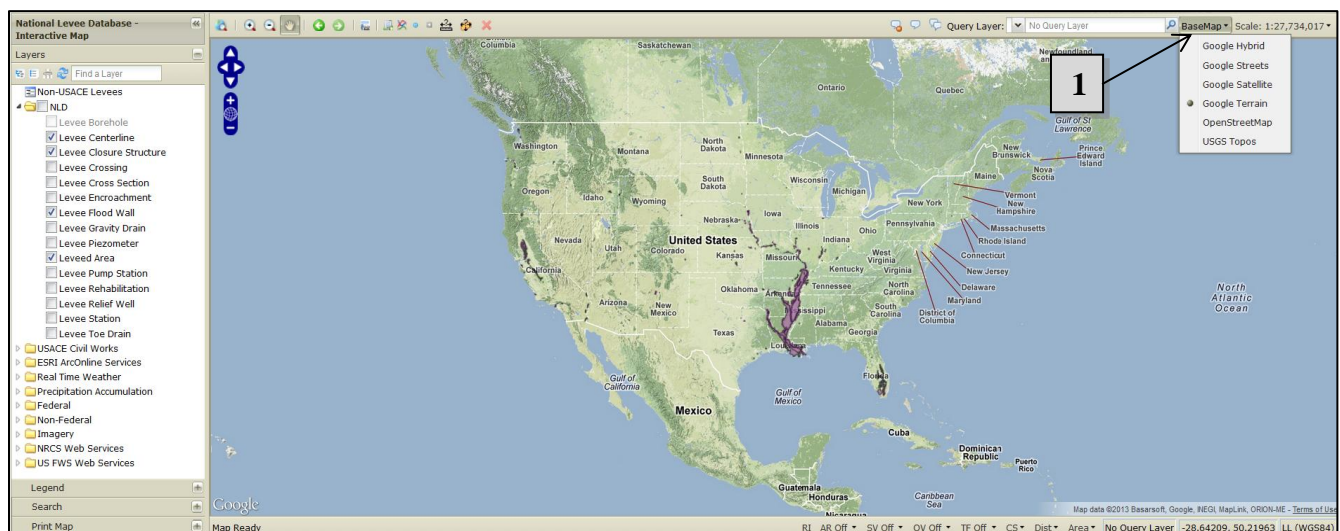 National Levee Database -
Interactive Map
Query Layer: No Query Layer
BaseMap
Scale: 1:27,734,017
Google Hybrid
Google Streets
Google Satellite
Google Terrain
OpenStreetMap
USGS Topos
1
Layers
Find a Layer
Non-USACE Levees
NLD
Levee Borehole
Levee Centerline
Levee Closure Structure
Levee Crossing
Levee Cross Section
Levee Encroachment
Levee Flood Wall
Levee Gravity Drain
Levee Piezometer
Leveed Area
Levee Pump Station
Levee Rehabilitation
Levee Relief Well
Levee Station
Levee Toe Drain
USACE Civil Works
ESRI ArcOnline Services
Real Time Weather
Precipitation Accumulation
Federal
Non-Federal
Imagery
NRCS Web Services
US FWS Web Services
Legend
Search
Print Map
Columbia
Saskatchewan
Ontario
Quebec
Newfoundland
Gulf of St
Lawrence
Washington
Montana
North
Dakota
Minnesota
New
Brunswick
Prince
Edward
Island
Nova
Scotia
Maine
Oregon
Idaho
Wyoming
South
Dakota
Wisconsin
Michigan
New York
Vermont
New
Hampshire
Massachusetts
Rhode Island
Connecticut
New Jersey
Delaware
Maryland
District of
Columbia
Nebraska
Iowa
Illinois
Indiana
Ohio
Pennsylvania
Nevada
Utah
Colorado
United States
Kansas
Missouri
West
Virginia
Kentucky
Virginia
California
Arizona
New
Mexico
Oklahoma
Tennessee
North
Carolina
South
Carolina
Texas
Alabama
Georgia
Florida
North
Atlantic
Ocean
Gulf of
California
Mexico
Gulf of
Mexico
Cuba
Dominican
Republic
Puerto
Rico
Guatemala
Honduras
Nicaragua
Caribbean
Sea
Google
Map data ©2013 Basarsoft, Google, INEGI, MapLink, ORION-ME - Terms of Use
Map Ready
RI AR Off SV Off OV Off TF Off CS Dist Area No Query Layer -28.64209, 50.21963 LL (WGS84)